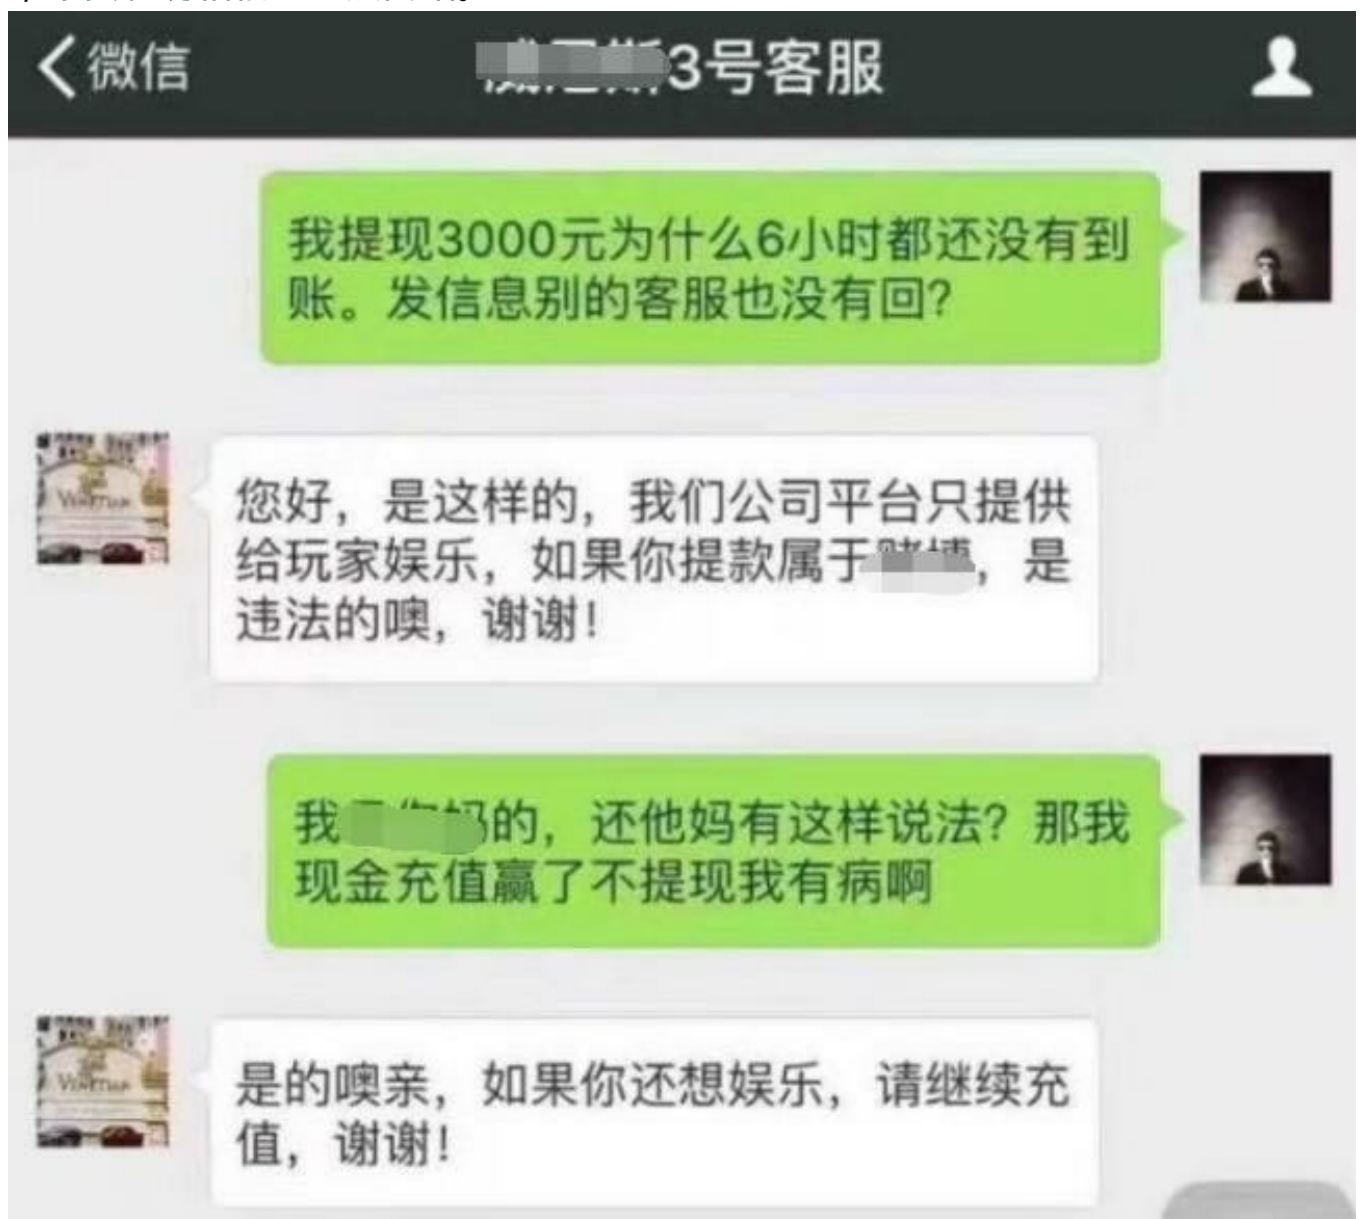 微信
3号客服
我提现3000元为什么6小时都还没有到
账。发信息别的客服也没有回?
您好，是这样的，我们公司平台只提供
给玩家娱乐，如果你提款属于，是
违法的噢，谢谢!
我的，还他妈有这样说法? 那我
现金充值赢了不提现我有病啊
是的噢亲，如果你还想娱乐，请继续充
值，谢谢!